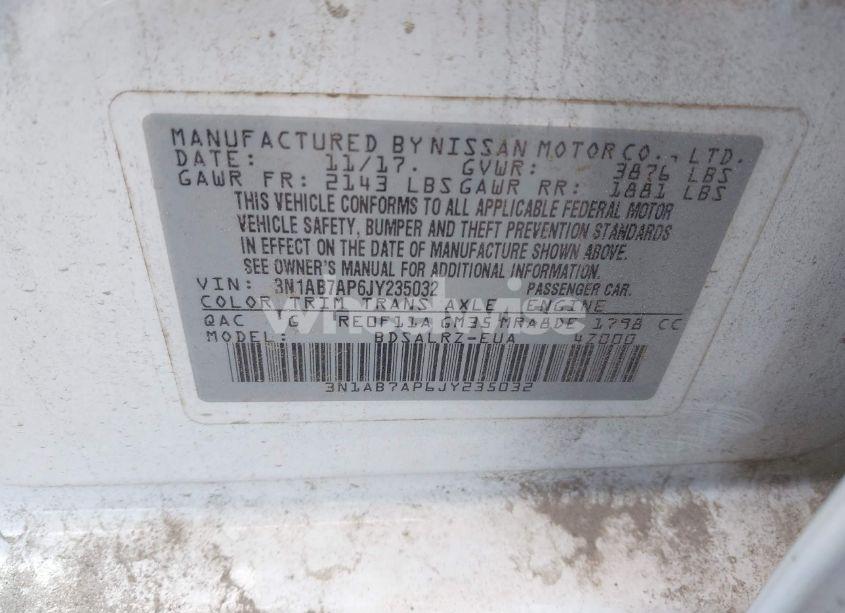 MANUFACTURED BY NISSAN MOTOR CO., LTD.
DATE: 11/17. GVWR: 3876 LBS
GAWR FR: 2143 LBS GAWR RR: 1881 LBS
THIS VEHICLE CONFORMS TO ALL APPLICABLE FEDERAL MOTOR
VEHICLE SAFETY, BUMPER AND THEFT PREVENTION STANDARDS
IN EFFECT ON THE DATE OF MANUFACTURE SHOWN ABOVE.
SEE OWNER'S MANUAL FOR ADDITIONAL INFORMATION.
VIN: 3N1AB7AP6JY235032 PASSENGER CAR.
COLOR TRIM TRANS AXLE ENGINE
QAC G RE0F11A GM35 MRA8DE 1798 CC
MODEL: BDSALRZ-EUA 47000
3N1AB7AP6JY235032